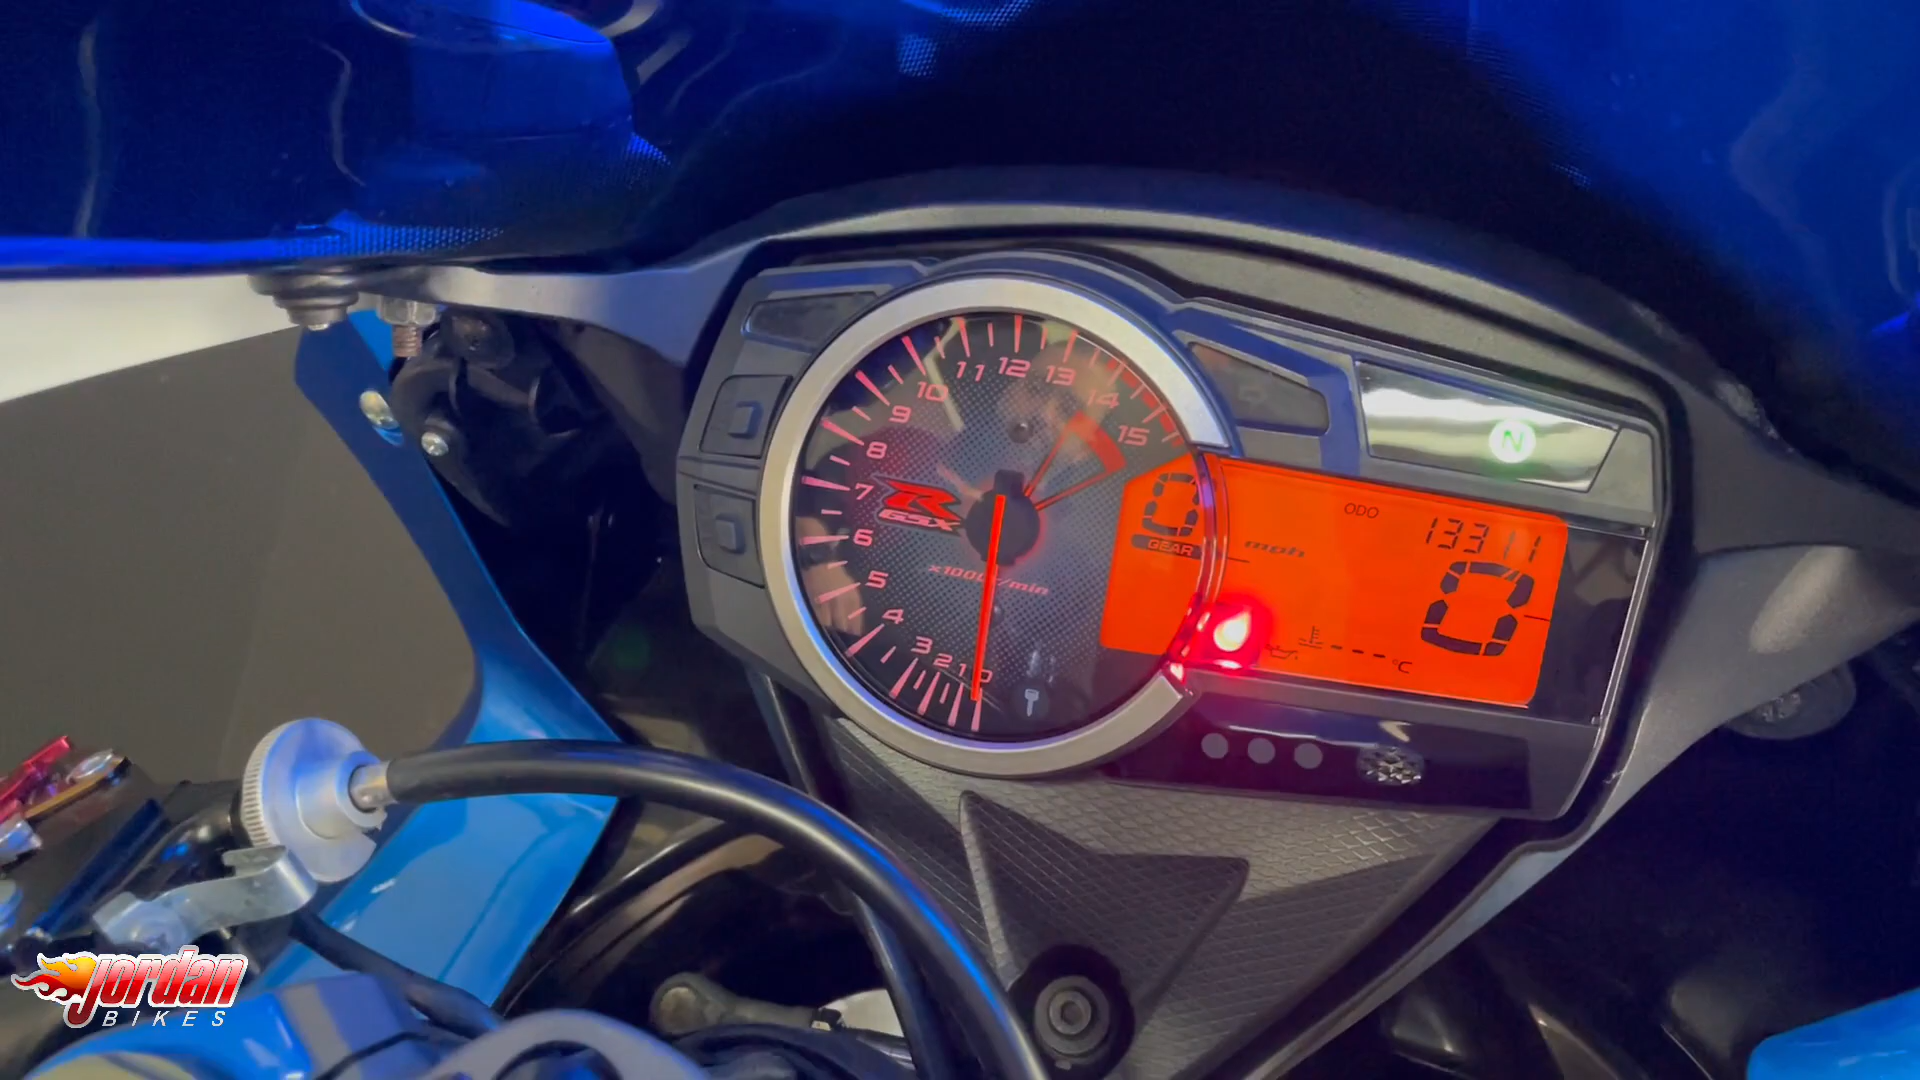 11 12 13
10 14
9 15
8
7
R
GSX
6
5
4
3 2 1 0
x1000r/min
0
GEAR
N
ODO 13311
mph
0
----°C
jordan
BIKES